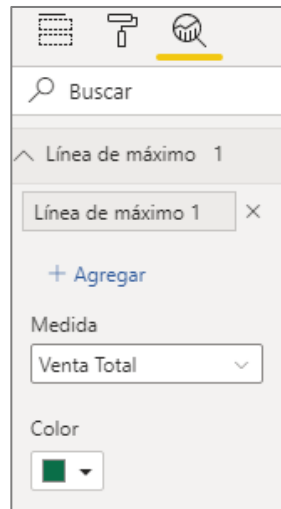 Buscar
Línea de máximo 1
Línea de máximo 1
Agregar
Medida
Venta Total
Color